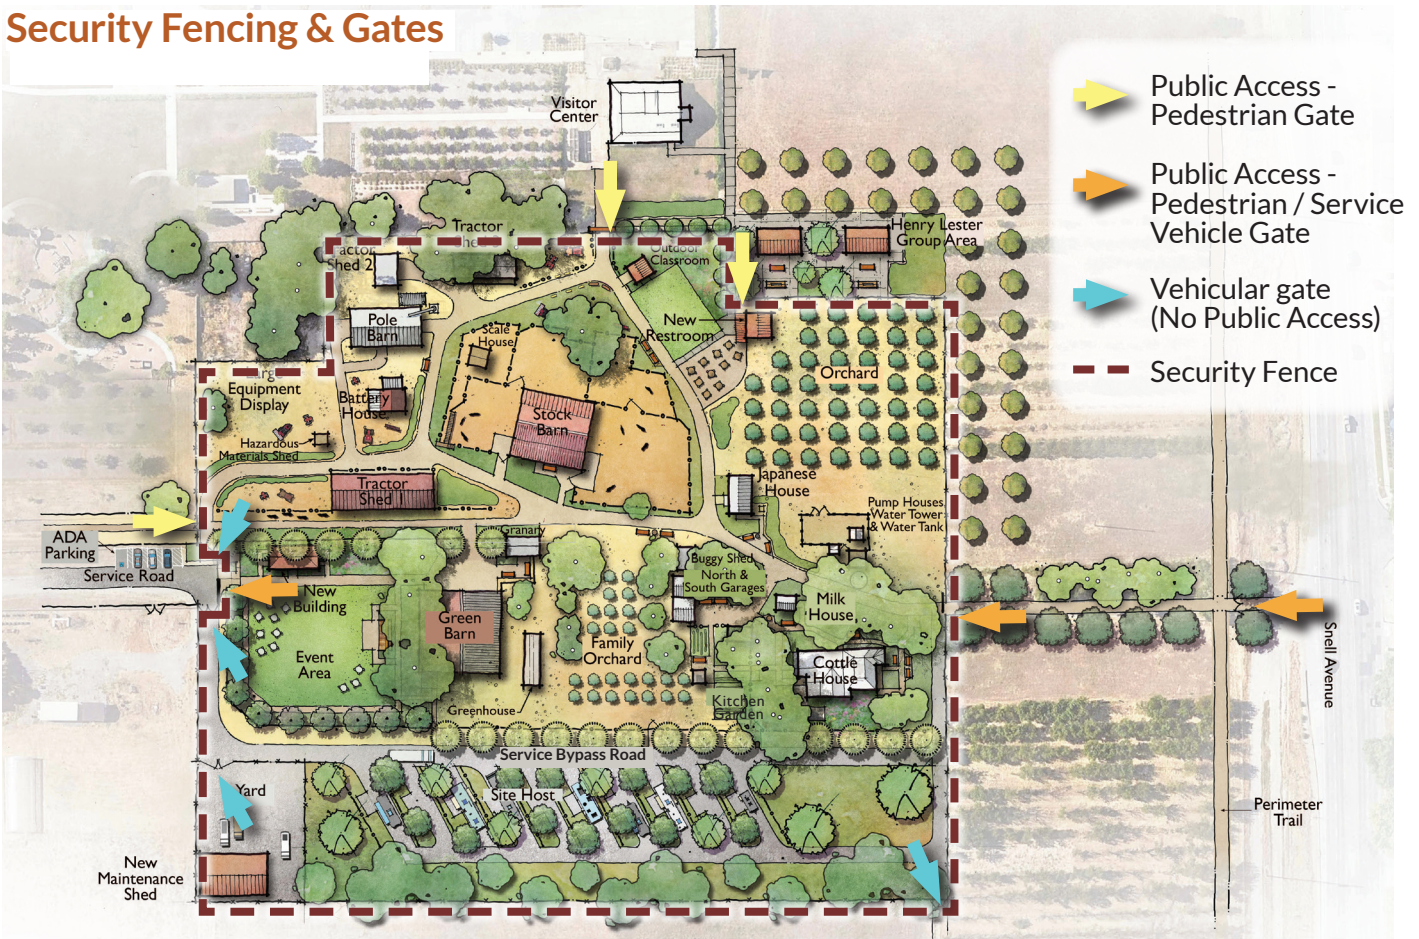 Security Fencing & Gates
Public Access -
Pedestrian Gate
Public Access -
Pedestrian / Service
Vehicle Gate
Vehicular gate
(No Public Access)
Security Fence
Visitor
Center
Henry Lester
Group Area
Tractor
Outdoor
Classroom
Tractor
Shed 2
Pole
Barn
Scale
House
New
Restroom
Orchard
Equipment
Display
Battery
House
Stock
Barn
Hazardous
Materials Shed
Tractor
Shed 1
Japanese
House
Pump Houses
Water Tower
& Water Tank
ADA
Parking
Service Road
Granary
Buggy Shed
North &
South Garages
New
Building
Green
Barn
Milk
House
Event
Area
Family
Orchard
Cottle
House
Greenhouse
Kitchen
Garden
Snell Avenue
Service Bypass Road
Yard
Site Host
Perimeter
Trail
New
Maintenance
Shed